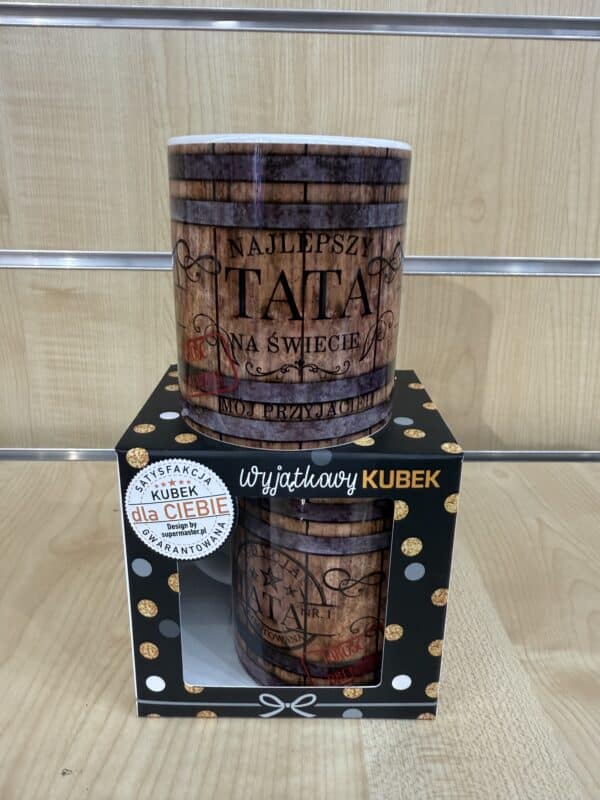 NAJLEPSZY
TATA
NA ŚWIECIE
MÓJ PRZYJACIEL
wyjątkowy KUBEK
SATYSFAKCJA
KUBEK
dla CIEBIE
Design by
supermaster.pl
GWARANTOWANA
TATA
NR.1